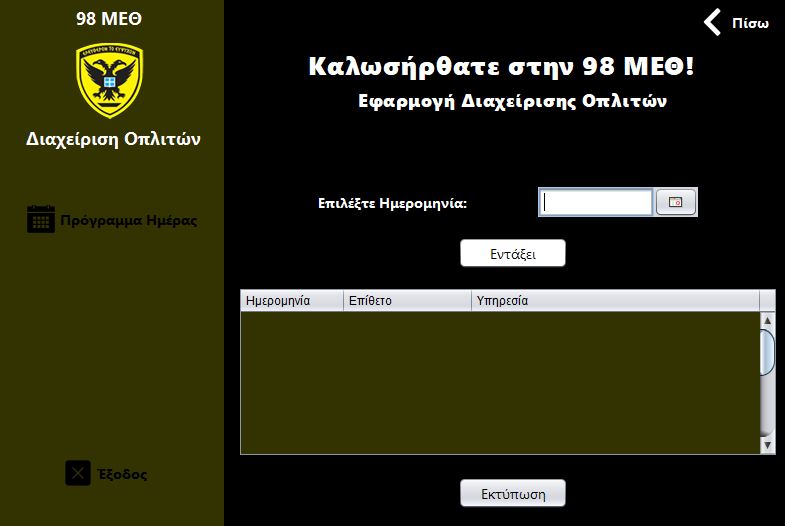 98 ΜΕΘ
ΕΛΕΥΘΕΡΟΝ ΤΟ ΕΥΨΥΧΟΝ
Διαχείριση Οπλιτών
Πρόγραμμα Ημέρας
Έξοδος
Πίσω
Καλωσήρθατε στην 98 ΜΕΘ!
Εφαρμογή Διαχείρισης Οπλιτών
Επιλέξτε Ημερομηνία:
Εντάξει
Ημερομηνία Επίθετο Υπηρεσία
Εκτύπωση